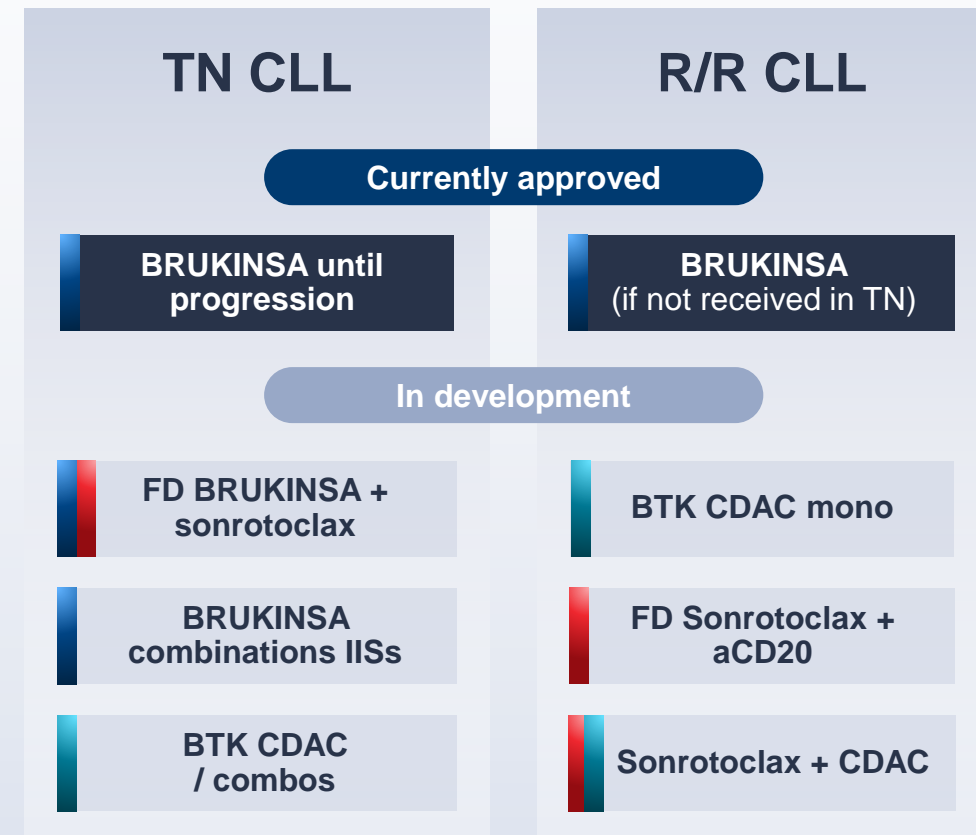 TN CLL
R/R CLL
Currently approved
BRUKINSA until
progression
BRUKINSA
(if not received in TN)
In development
FD BRUKINSA +
sonrotoclax
BTK CDAC mono
BRUKINSA
combinations IISs
FD Sonrotoclax +
aCD20
BTK CDAC
/ combos
Sonrotoclax + CDAC